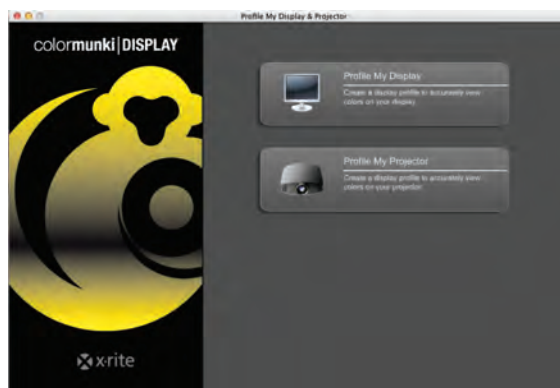 Profile My Display & Projector
colormunki|DISPLAY
Profile My Display
Create a display profile to accurately view
colors on your display.
Profile My Projector
Create a display profile to accurately view
colors on your projector.
x·rite